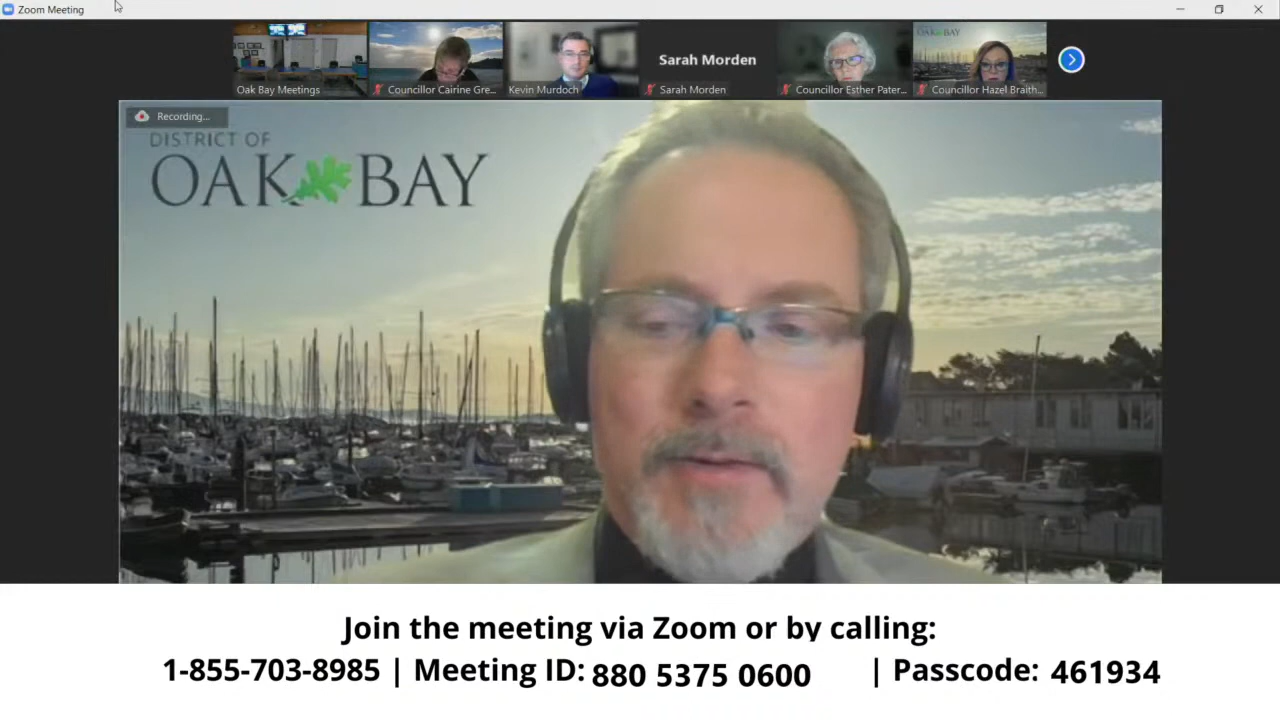 Zoom Meeting
Sarah Morden
OAK BAY
Oak Bay Meetings
Councillor Cairine Gre...
Kevin Murdoch
Sarah Morden
Councillor Esther Pater...
Councillor Hazel Braith...
Recording...
DISTRICT OF
OAK BAY
Join the meeting via Zoom or by calling:
1-855-703-8985 | Meeting ID: 880 5375 0600 | Passcode: 461934